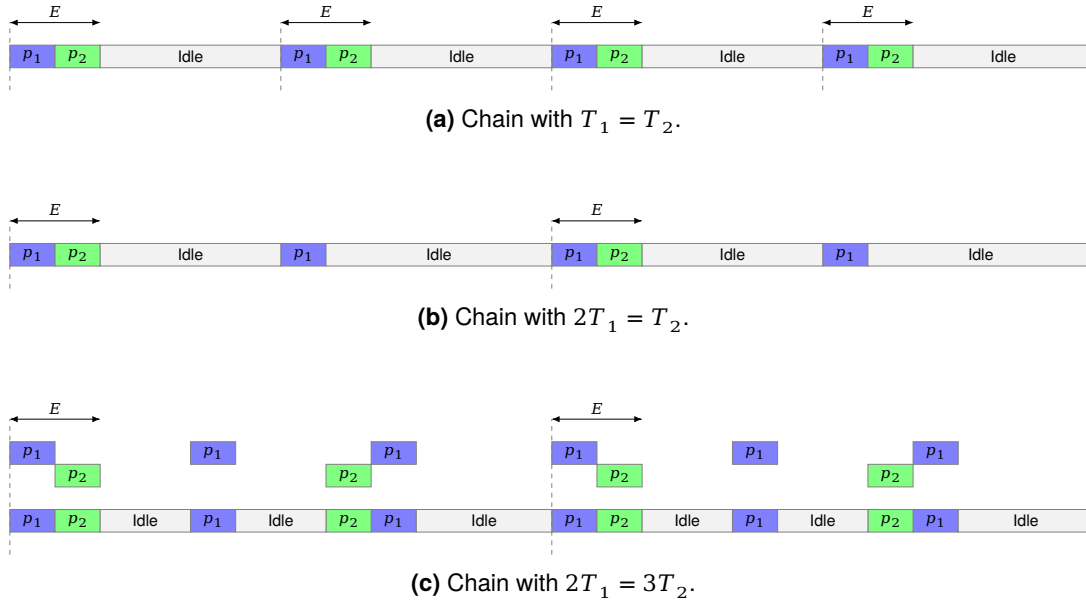 E E E E
p1 p2 Idle p1 p2 Idle p1 p2 Idle p1 p2 Idle
(a) Chain with T1 = T2.
E E
p1 p2 Idle p1 Idle p1 p2 Idle p1 Idle
(b) Chain with 2T1 = T2.
E E
p1 p1 p1 p1 p1 p1
p2 p2 p2 p2
p1 p2 Idle p1 Idle p2 p1 Idle p1 p2 Idle p1 Idle p2 p1 Idle
(c) Chain with 2T1 = 3T2.